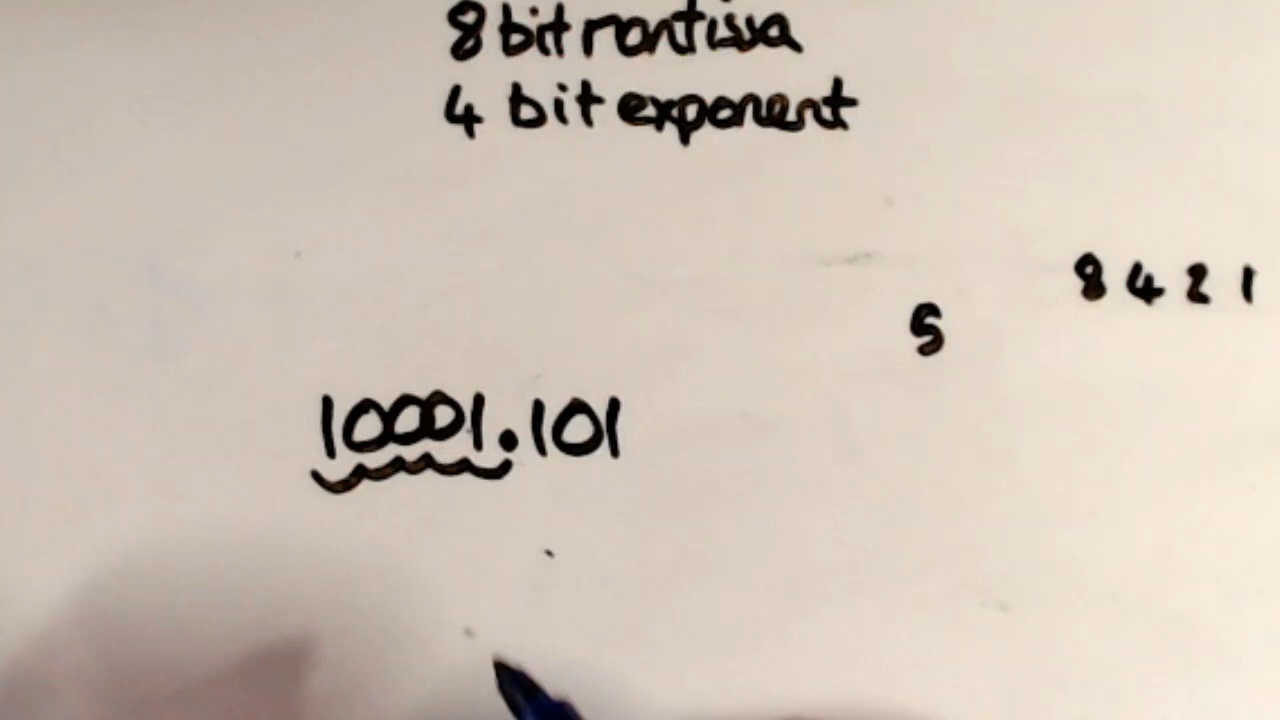 8 bit mantissa
4 bit exponent
8 4 2 1
5
10001.101